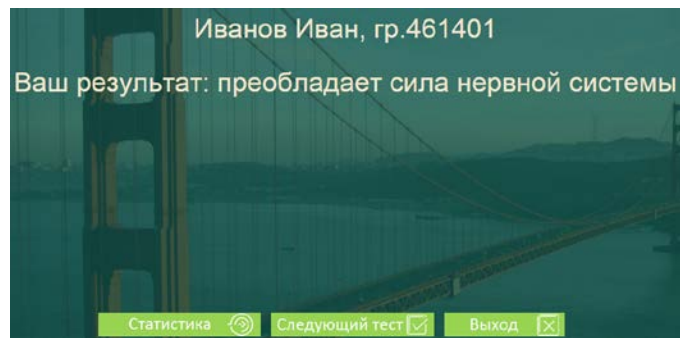 Иванов Иван, гр.461401
Ваш результат: преобладает сила нервной системы
Статистика Следующий тест Выход